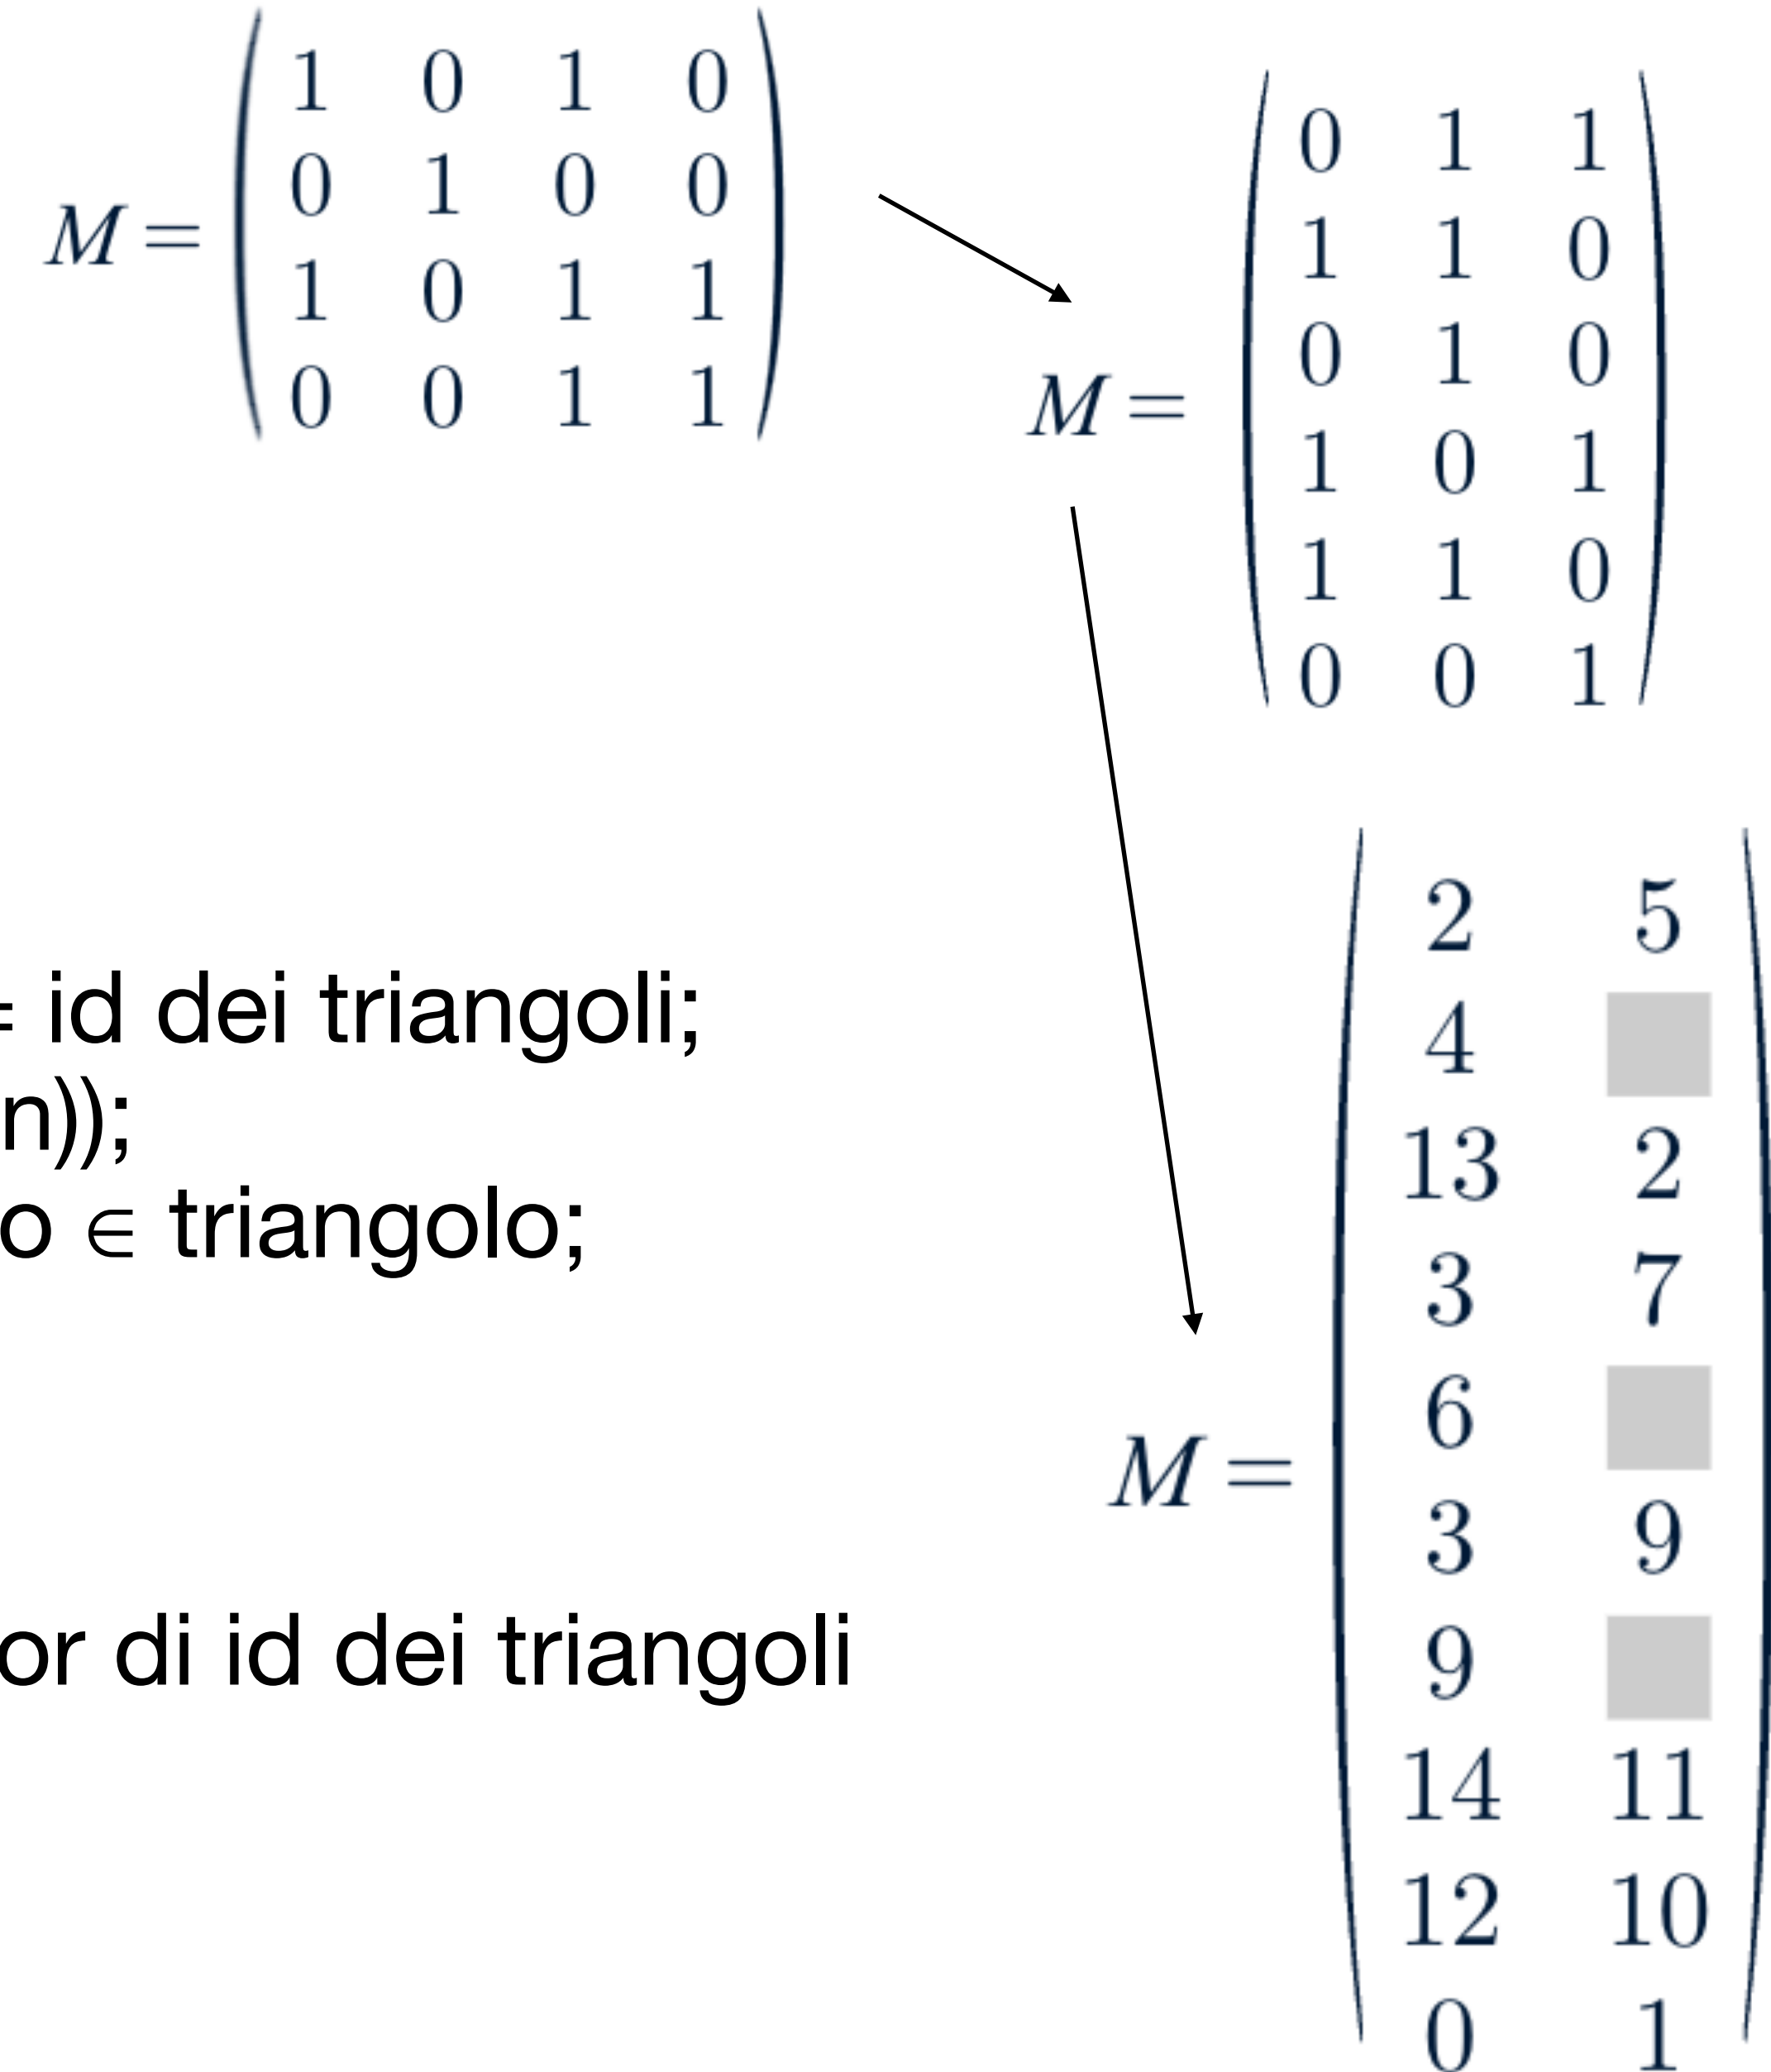 M = ( 1 0 1 0
0 1 0 0
1 0 1 1
0 0 1 1 )
M = ( 0 1 1
1 1 0
0 1 0
1 0 1
1 1 0
0 0 1 )
= id dei triangoli;
n));
o ∈ triangolo;
or di id dei triangoli
M = ( 2 5
4
13 2
3 7
6
3 9
9
14 11
12 10
0 1 )